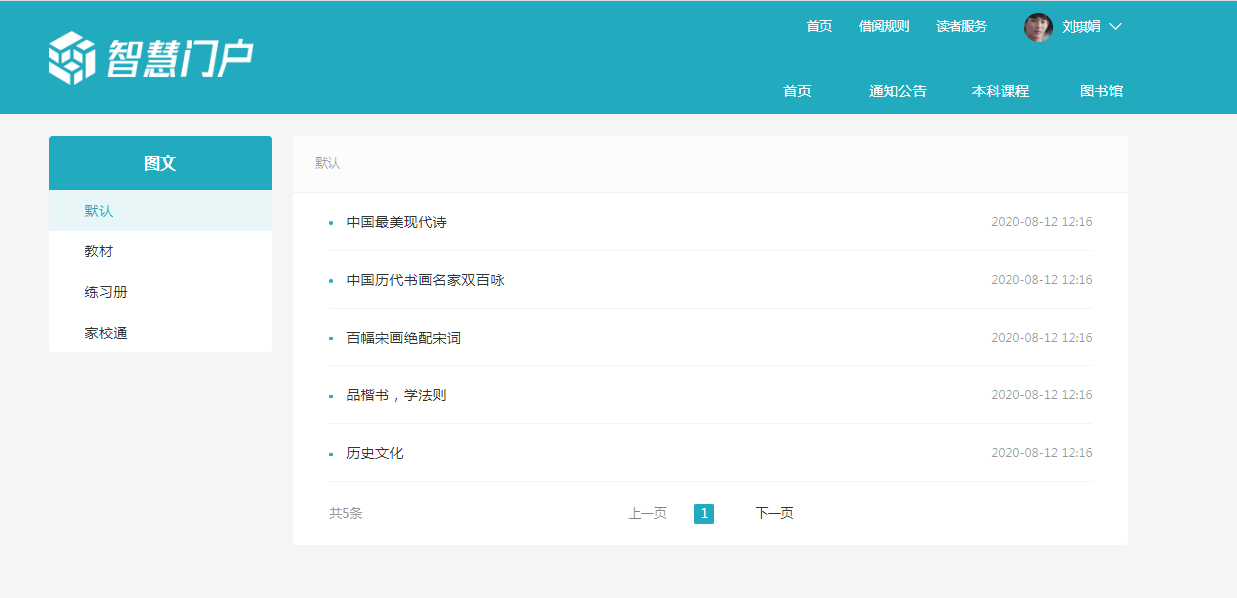 首页 借阅规则 读者服务 刘琪娟
智慧门户
首页 通知公告 本科课程 图书馆
图文
默认
教材
练习册
家校通
默认
中国最美现代诗 2020-08-12 12:16
中国历代书画名家双百咏 2020-08-12 12:16
百幅宋画绝配宋词 2020-08-12 12:16
品楷书，学法则 2020-08-12 12:16
历史文化 2020-08-12 12:16
共5条 上一页 1 下一页